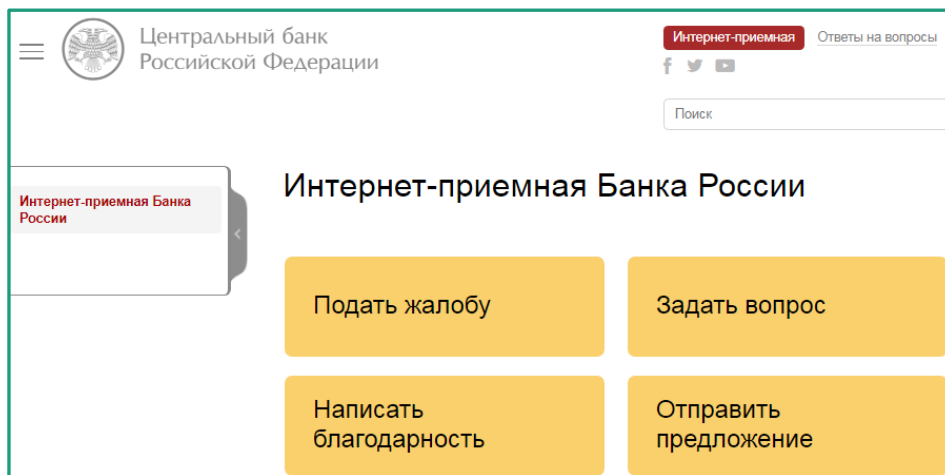 Центральный банк
Российской Федерации
Интернет-приемная
Ответы на вопросы
f
Поиск
Интернет-приемная Банка
России
Интернет-приемная Банка России
Подать жалобу
Задать вопрос
Написать
благодарность
Отправить
предложение